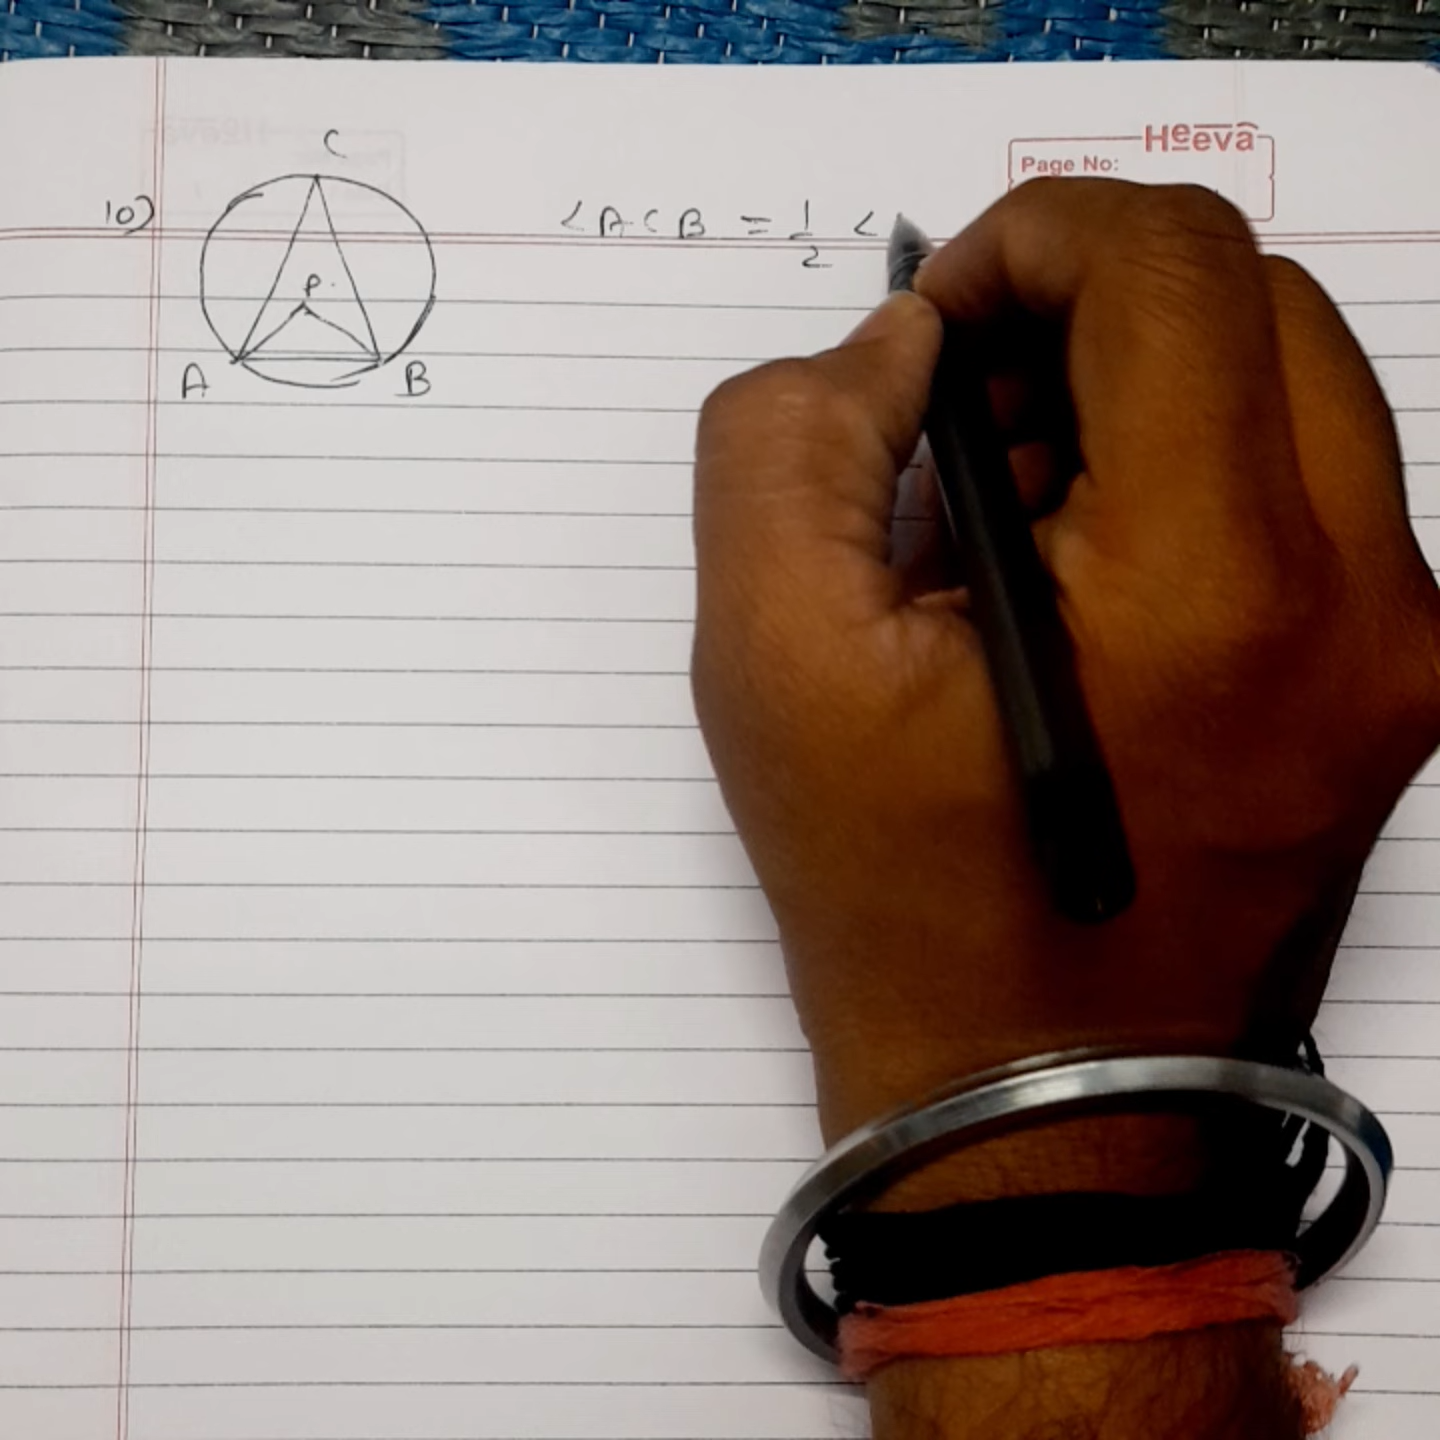 Heeva
Page No:
C
10)
<ACB = 1/2 <
P.
A B